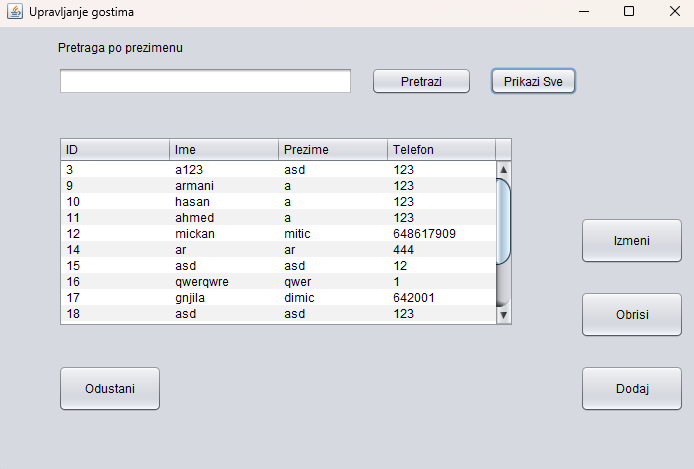 Upravljanje gostima
Pretraga po prezimenu
Pretrazi
Prikazi Sve
ID Ime Prezime Telefon
3 a123 asd 123
9 armani a 123
10 hasan a 123
11 ahmed a 123
12 mickan mitic 648617909
14 ar ar 444
15 asd asd 12
16 qwerqwre qwer 1
17 gnjila dimic 642001
18 asd asd 123
Izmeni
Obrisi
Odustani
Dodaj